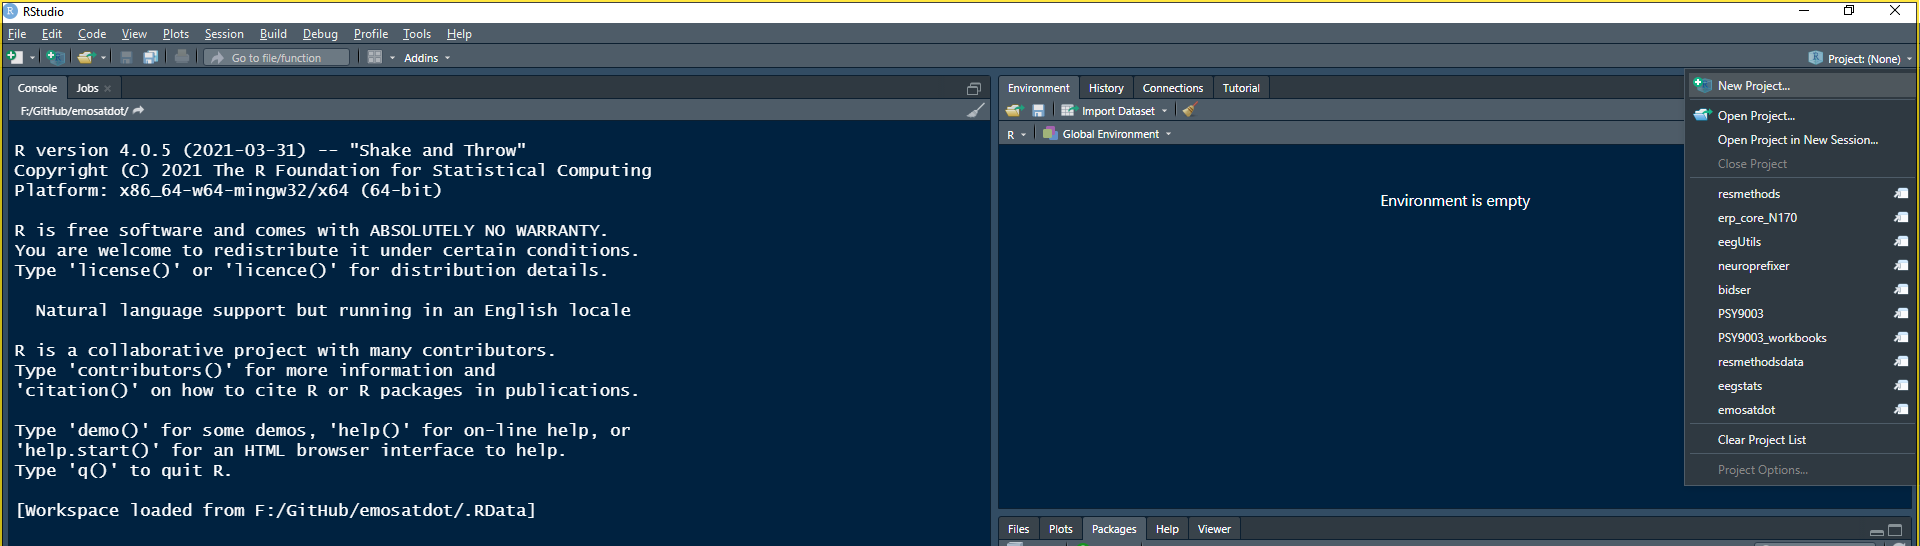 RStudio
File Edit Code View Plots Session Build Debug Profile Tools Help
Go to file/function Addins Project: (None)
Console Jobs
F:/GitHub/emosatdot/
R version 4.0.5 (2021-03-31) -- "Shake and Throw"
Copyright (C) 2021 The R Foundation for Statistical Computing
Platform: x86_64-w64-mingw32/x64 (64-bit)
R is free software and comes with ABSOLUTELY NO WARRANTY.
You are welcome to redistribute it under certain conditions.
Type 'license()' or 'licence()' for distribution details.
Natural language support but running in an English locale
R is a collaborative project with many contributors.
Type 'contributors()' for more information and
'citation()' on how to cite R or R packages in publications.
Type 'demo()' for some demos, 'help()' for on-line help, or
'help.start()' for an HTML browser interface to help.
Type 'q()' to quit R.
[Workspace loaded from F:/GitHub/emosatdot/.RData]
Environment History Connections Tutorial
Import Dataset
R Global Environment
Environment is empty
Files Plots Packages Help Viewer
New Project...
Open Project...
Open Project in New Session...
Close Project
resmethods
erp_core_N170
eegUtils
neuroprefixer
bidser
PSY9003
PSY9003_workbooks
resmethodsdata
eegstats
emosatdot
Clear Project List
Project Options...